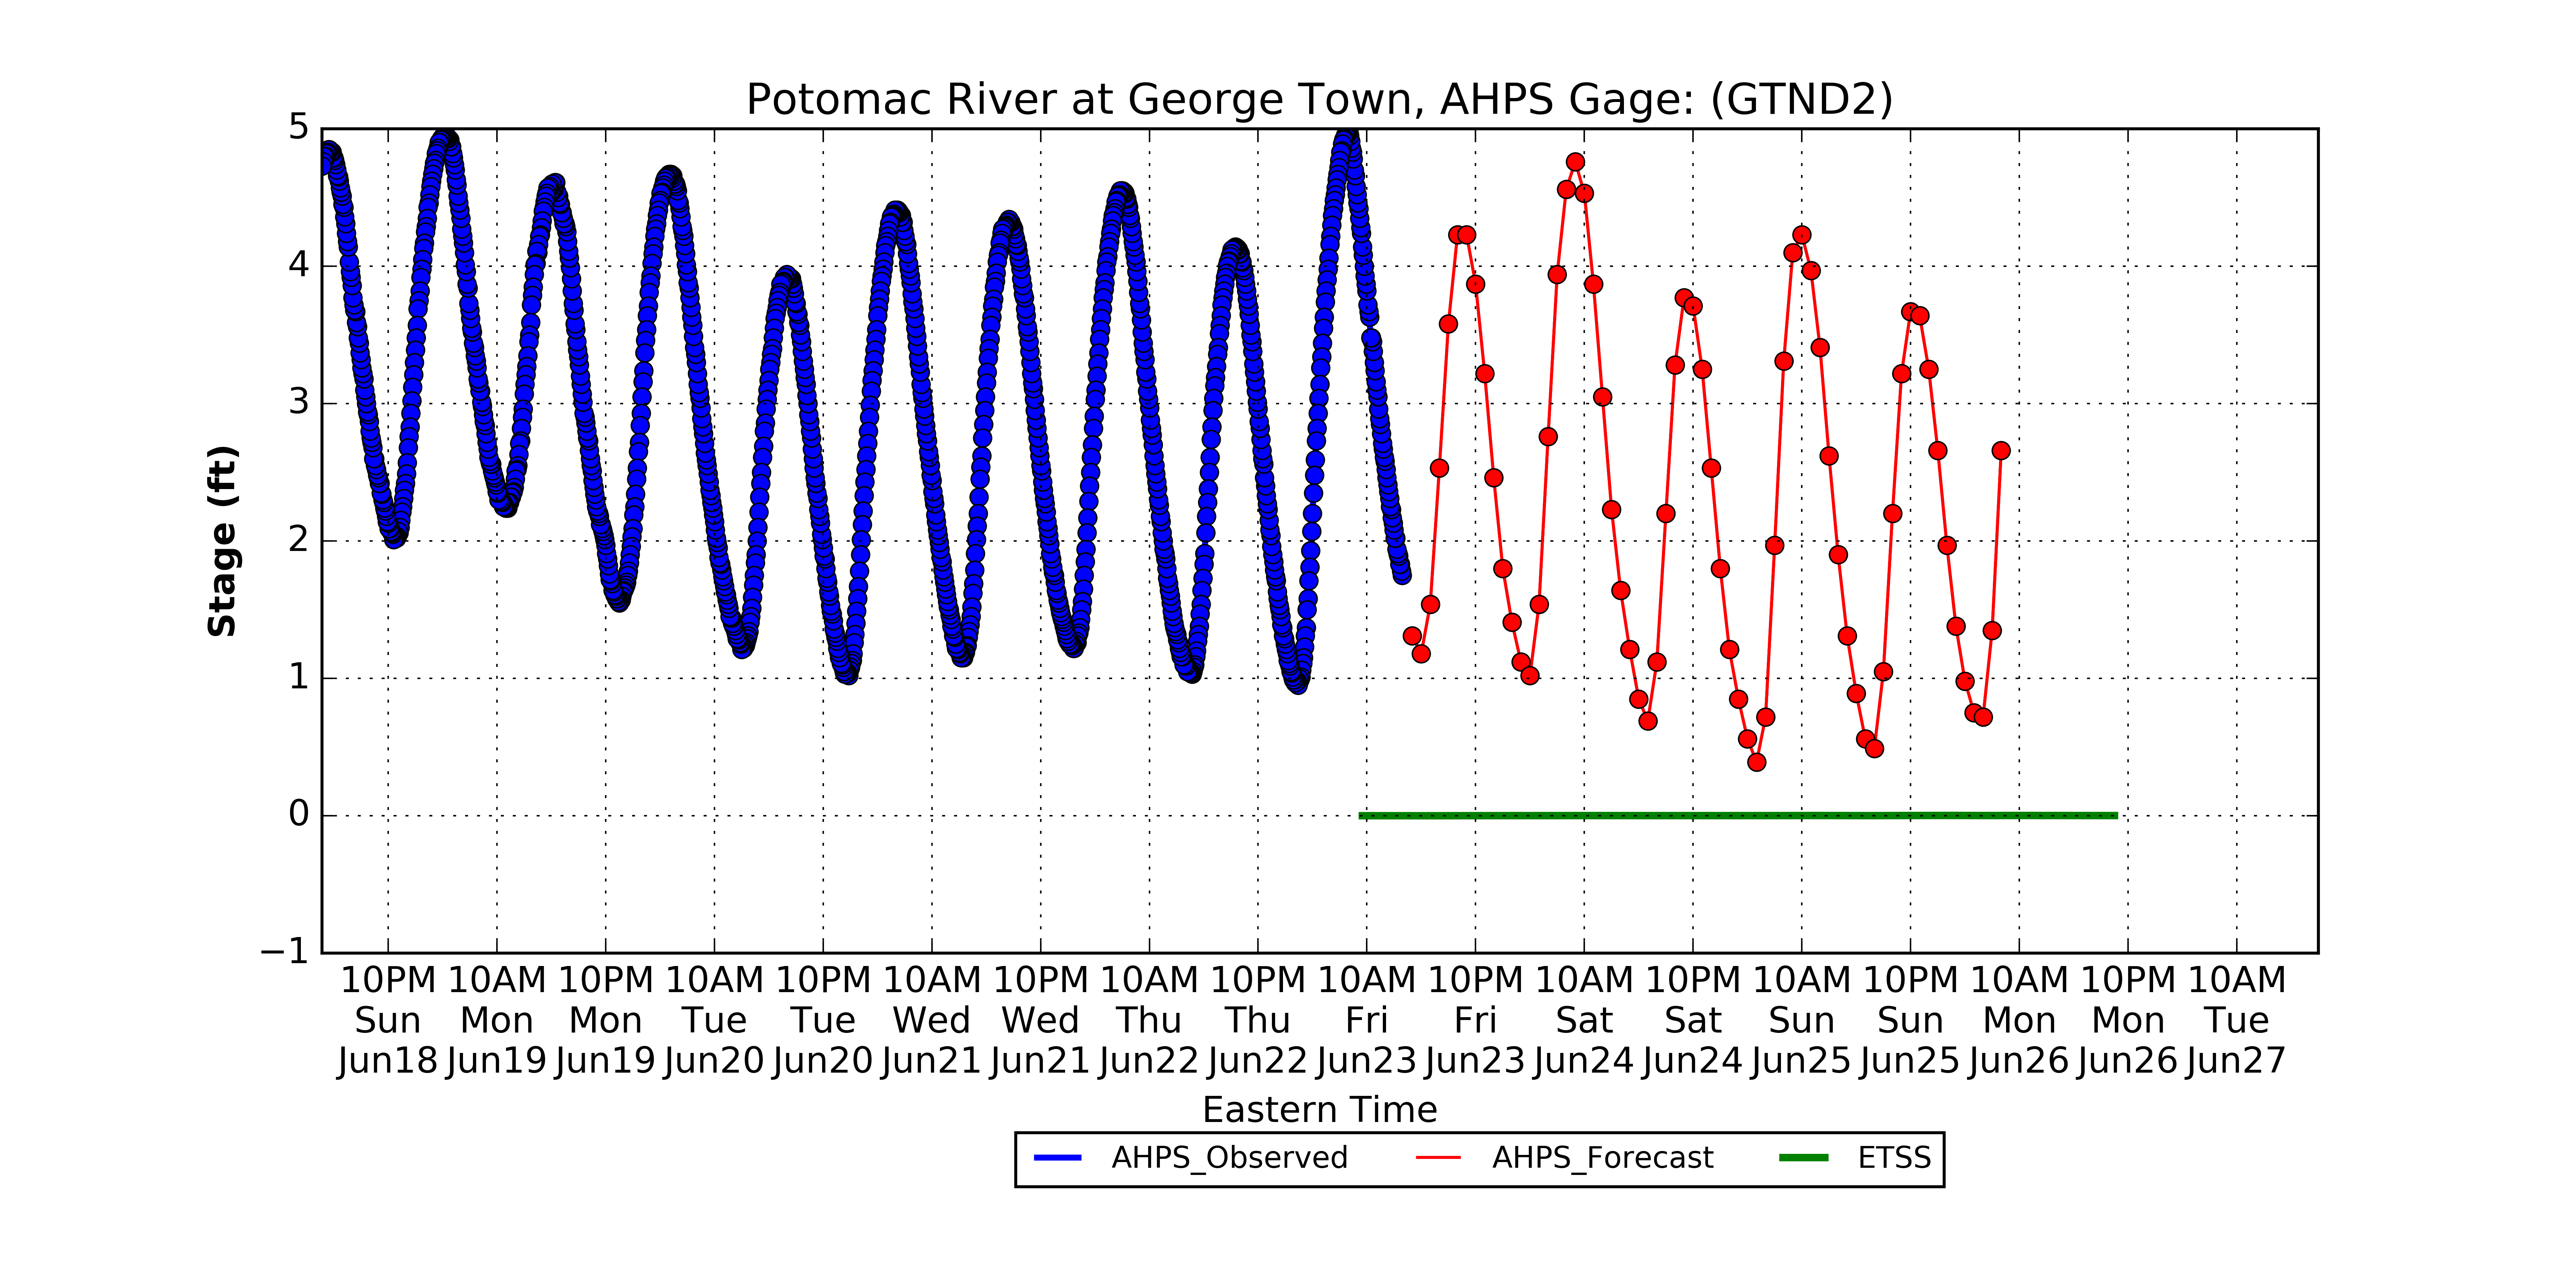 Potomac River at George Town, AHPS Gage: (GTND2)
5
4
3
2
1
0
−1
Stage (ft)
10PM 10AM 10PM 10AM 10PM 10AM 10PM 10AM 10PM 10AM 10PM 10AM 10PM 10AM 10PM 10AM 10PM 10AM
Sun Mon Mon Tue Tue Wed Wed Thu Thu Fri Fri Sat Sat Sun Sun Mon Mon Tue
Jun18 Jun19 Jun19 Jun20 Jun20 Jun21 Jun21 Jun22 Jun22 Jun23 Jun23 Jun24 Jun24 Jun25 Jun25 Jun26 Jun26 Jun27
Eastern Time
AHPS_Observed AHPS_Forecast ETSS